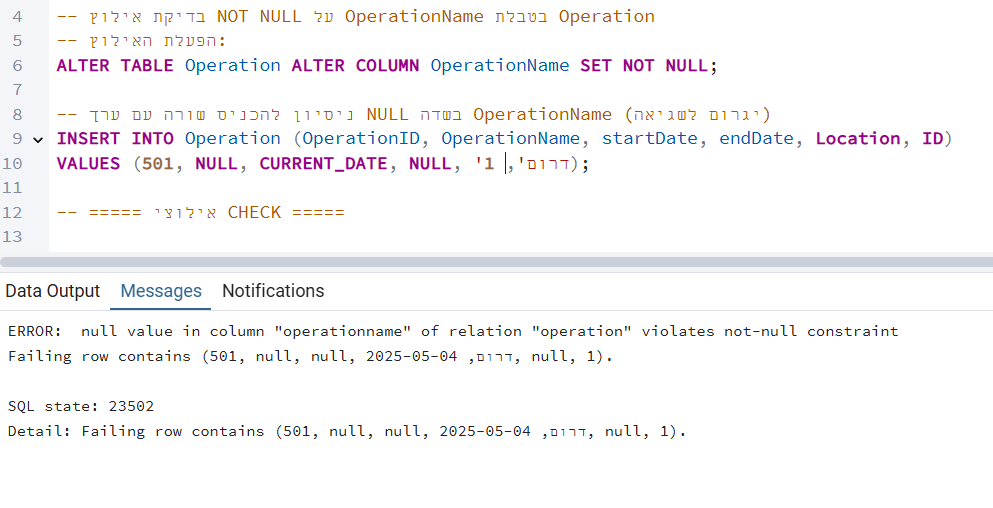 4 -- בדיקת אילוץ NOT NULL על OperationName בטבלת Operation
5 -- הפעלת האילוץ:
6 ALTER TABLE Operation ALTER COLUMN OperationName SET NOT NULL;
7
8 -- ניסיון להכניס שורה עם ערך NULL בשדה OperationName (יגרום לשגיאה)
9 INSERT INTO Operation (OperationID, OperationName, startDate, endDate, Location, ID)
10 VALUES (501, NULL, CURRENT_DATE, NULL, 'דרום', 1);
11
12 -- ===== אילוצי CHECK =====
13
Data Output Messages Notifications
ERROR: null value in column "operationname" of relation "operation" violates not-null constraint
Failing row contains (501, null, null, דרום, 2025-05-04, null, 1).
SQL state: 23502
Detail: Failing row contains (501, null, null, דרום, 2025-05-04, null, 1).